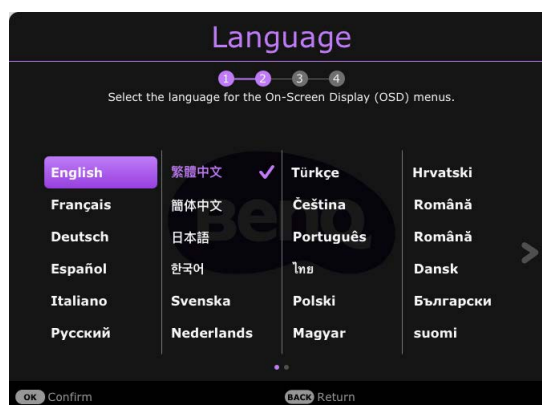 Language
1 2 3 4
Select the language for the On-Screen Display (OSD) menus.
English 繁體中文 Türkçe Hrvatski
Français 簡体中文 Čeština Română
Deutsch 日本語 Português Română
Español 한국어 ไทย Dansk
Italiano Svenska Polski Български
Русский Nederlands Magyar suomi
BenQ
OK Confirm BACK Return